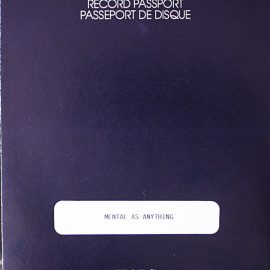 RECORD PASSPORT
PASSEPORT DE DISQUE
MENTAL AS ANYTHING